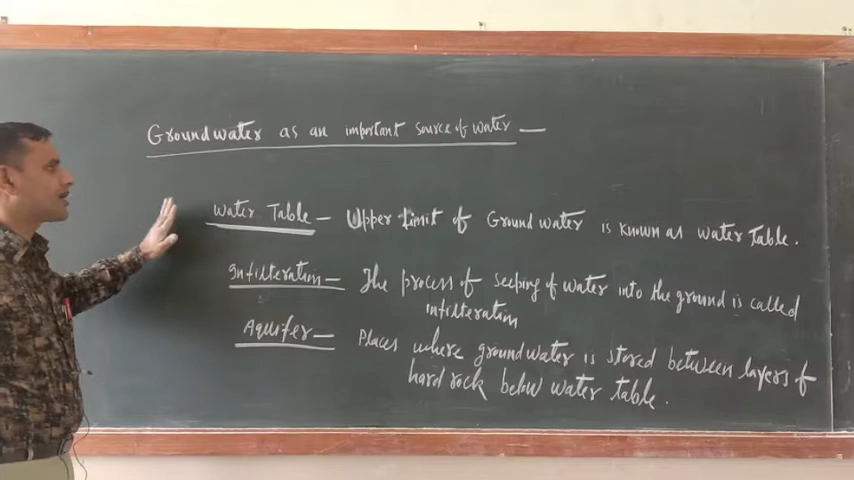 Groundwater as an important source of water —
Water Table — Upper Limit of Ground water is known as water Table.
Infilteration — The process of seeping of water into the ground is called
infilteration
Aquifer — Places where groundwater is stored between layers of
hard rock below water table.